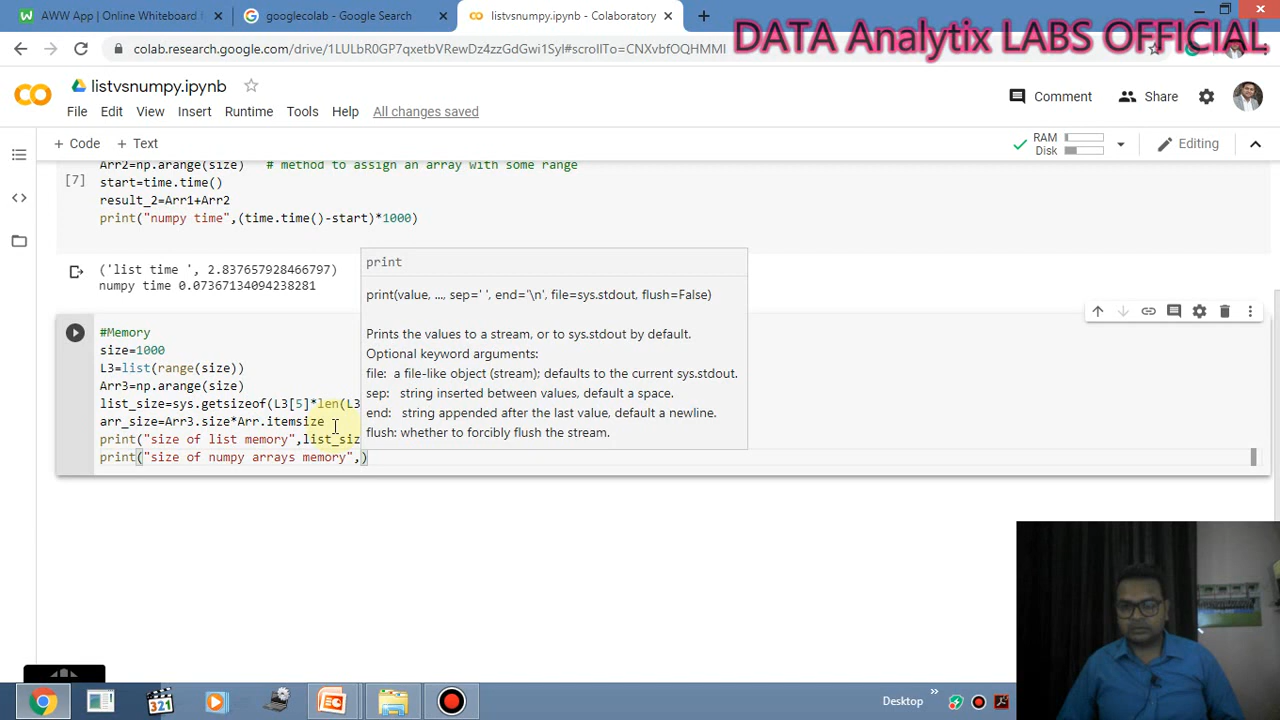 AWW App | Online Whiteboard
googlecolab - Google Search
listvsnumpy.ipynb - Colaboratory
colab.research.google.com/drive/1LULbR0GP7qxetbVRewDz4zzGdGwi1Syl#scrollTo=CNXvbfOQHMMI
DATA Analytix LABS OFFICIAL
listvsnumpy.ipynb
Comment
Share
File Edit View Insert Runtime Tools Help All changes saved
+ Code + Text
RAM
Disk
Editing
Arr2=np.arange(size) # method to assign an array with some range
[7]
start=time.time()
result_2=Arr1+Arr2
print("numpy time",(time.time()-start)*1000)
('list time ', 2.837657928466797)
numpy time 0.07367134094238281
print
print(value, ..., sep=' ', end='\n', file=sys.stdout, flush=False)
Prints the values to a stream, or to sys.stdout by default.
Optional keyword arguments:
file: a file-like object (stream); defaults to the current sys.stdout.
sep: string inserted between values, default a space.
end: string appended after the last value, default a newline.
flush: whether to forcibly flush the stream.
#Memory
size=1000
L3=list(range(size))
Arr3=np.arange(size)
list_size=sys.getsizeof(L3[5]*len(L3
arr_size=Arr3.size*Arr.itemsize
print("size of list memory",list_siz
print("size of numpy arrays memory",)
321
Desktop